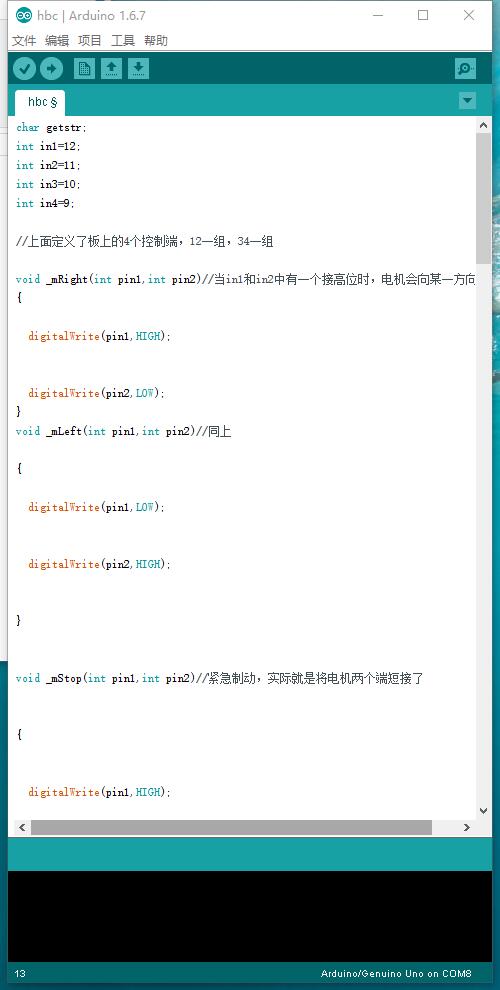 hbc | Arduino 1.6.7
文件 编辑 项目 工具 帮助
hbc §
char getstr;
int in1=12;
int in2=11;
int in3=10;
int in4=9;
//上面定义了板上的4个控制端，12一组，34一组
void _mRight(int pin1,int pin2)//当in1和in2中有一个接高位时，电机会向某一方向
{
digitalWrite(pin1,HIGH);
digitalWrite(pin2,LOW);
}
void _mLeft(int pin1,int pin2)//同上
{
digitalWrite(pin1,LOW);
digitalWrite(pin2,HIGH);
}
void _mStop(int pin1,int pin2)//紧急制动，实际就是将电机两个端短接了
{
digitalWrite(pin1,HIGH);
13 Arduino/Genuino Uno on COM8